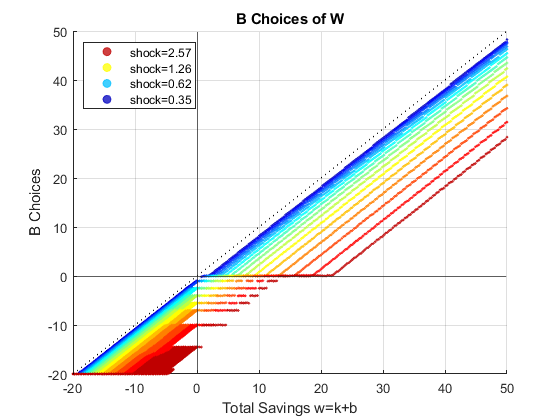 B Choices of W
shock=2.57
shock=1.26
shock=0.62
shock=0.35
50
40
30
20
10
0
-10
-20
B Choices
-20 -10 0 10 20 30 40 50
Total Savings w=k+b